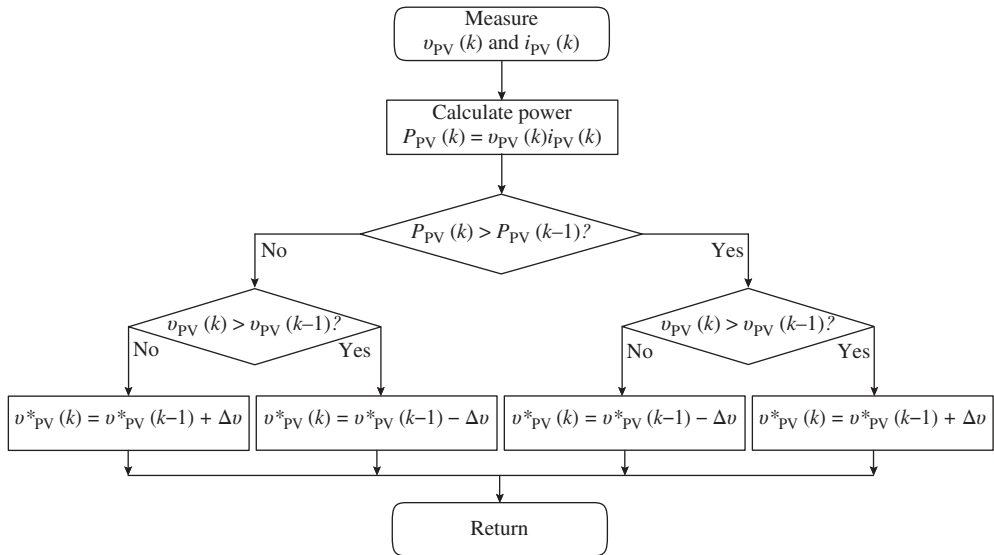 Measure
υPV (k) and iPV (k)
Calculate power
PPV (k) = υPV (k)iPV (k)
PPV (k) > PPV (k–1)?
No
Yes
υPV (k) > υPV (k–1)?
υPV (k) > υPV (k–1)?
No
Yes
No
Yes
υ*PV (k) = υ*PV (k–1) + Δυ
υ*PV (k) = υ*PV (k–1) – Δυ
υ*PV (k) = υ*PV (k–1) – Δυ
υ*PV (k) = υ*PV (k–1) + Δυ
Return